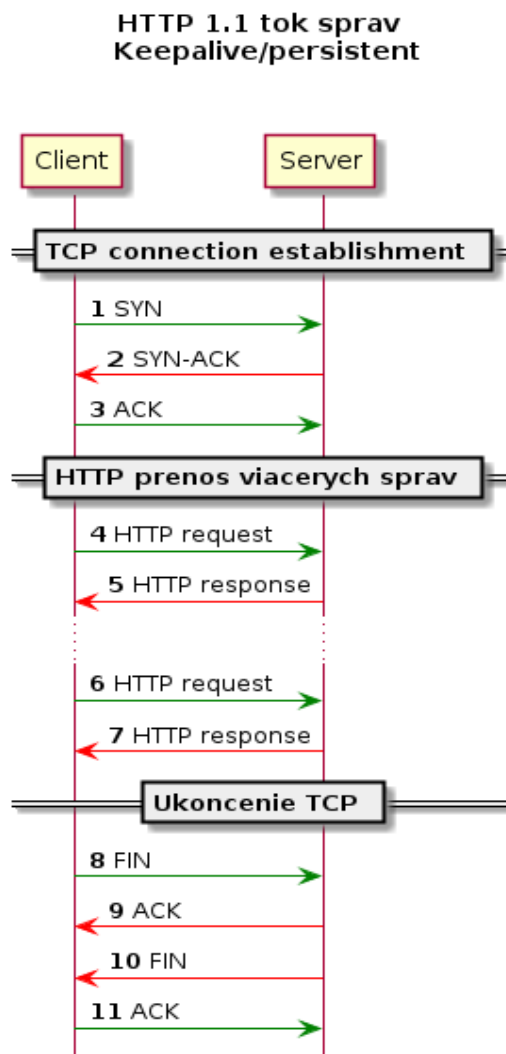 HTTP 1.1 tok sprav
Keepalive/persistent
Client
Server
TCP connection establishment
1 SYN
2 SYN-ACK
3 ACK
HTTP prenos viacerych sprav
4 HTTP request
5 HTTP response
6 HTTP request
7 HTTP response
Ukoncenie TCP
8 FIN
9 ACK
10 FIN
11 ACK